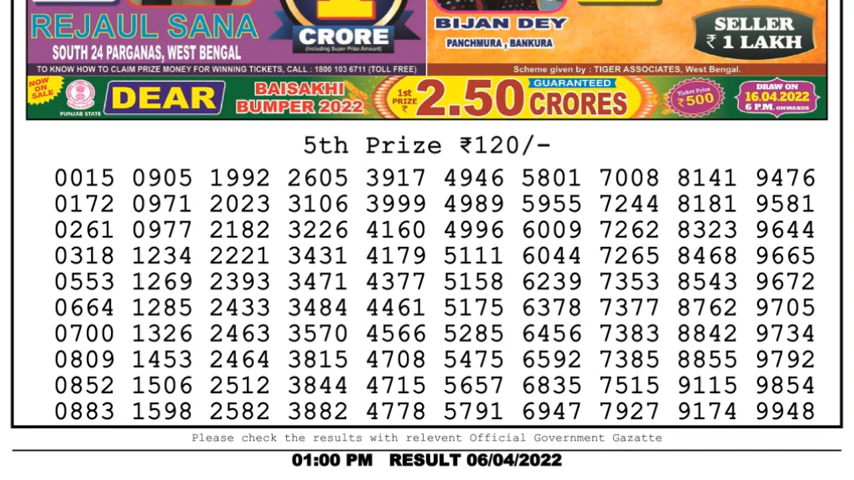 REJAUL SANA
SOUTH 24 PARGANAS, WEST BENGAL
1
CRORE
(Including Super Prize Amount)
BIJAN DEY
PANCHMURA , BANKURA
SELLER
₹ 1 LAKH
TO KNOW HOW TO CLAIM PRIZE MONEY FOR WINNING TICKETS, CALL : 1800 103 6711 (TOLL FREE)
Scheme given by : TIGER ASSOCIATES, West Bengal.
NOW ON SALE
PUNJAB STATE
DEAR
BAISAKHI
BUMPER 2022
1st PRIZE ₹
2.50
GUARANTEED
CRORES
Ticket Price
₹500
DRAW ON
16.04.2022
6 P.M. ONWARDS
5th Prize ₹120/-
0015 0905 1992 2605 3917 4946 5801 7008 8141 9476
0172 0971 2023 3106 3999 4989 5955 7244 8181 9581
0261 0977 2182 3226 4160 4996 6009 7262 8323 9644
0318 1234 2221 3431 4179 5111 6044 7265 8468 9665
0553 1269 2393 3471 4377 5158 6239 7353 8543 9672
0664 1285 2433 3484 4461 5175 6378 7377 8762 9705
0700 1326 2463 3570 4566 5285 6456 7383 8842 9734
0809 1453 2464 3815 4708 5475 6592 7385 8855 9792
0852 1506 2512 3844 4715 5657 6835 7515 9115 9854
0883 1598 2582 3882 4778 5791 6947 7927 9174 9948
Please check the results with relevent Official Government Gazatte
01:00 PM RESULT 06/04/2022